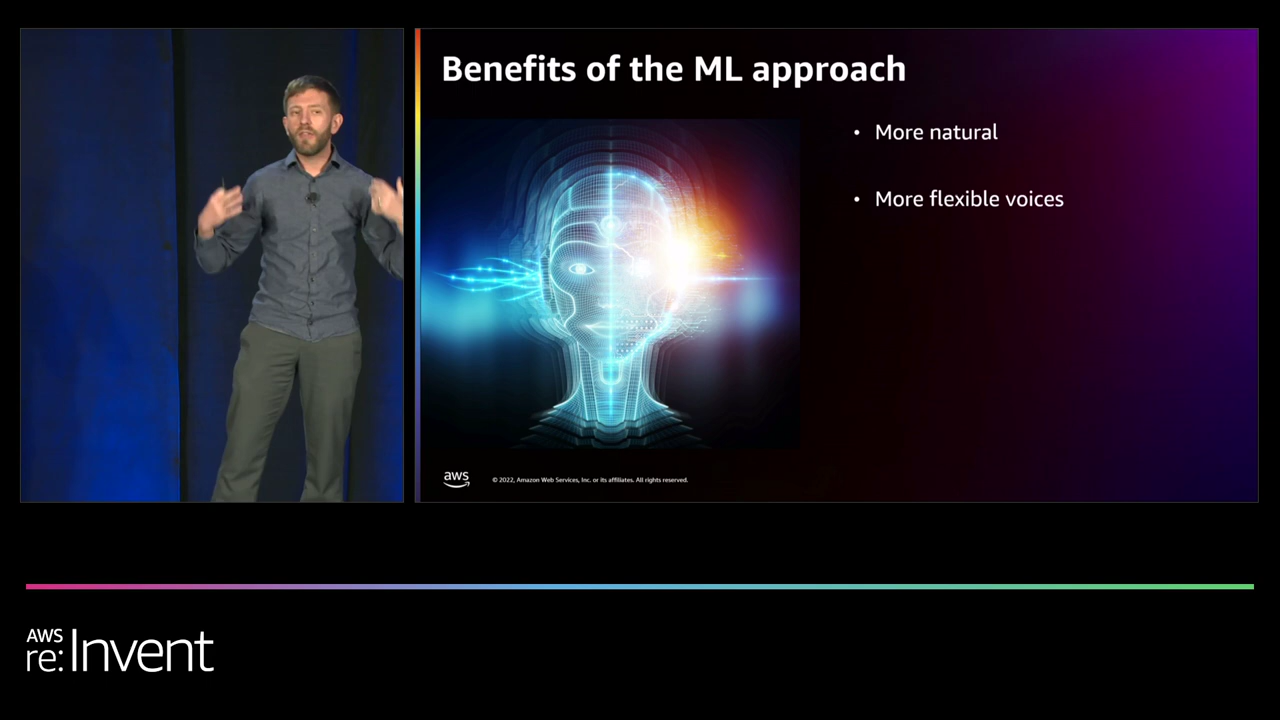 Benefits of the ML approach
• More natural
• More flexible voices
aws
© 2022, Amazon Web Services, Inc. or its affiliates. All rights reserved.
AWS
re:Invent